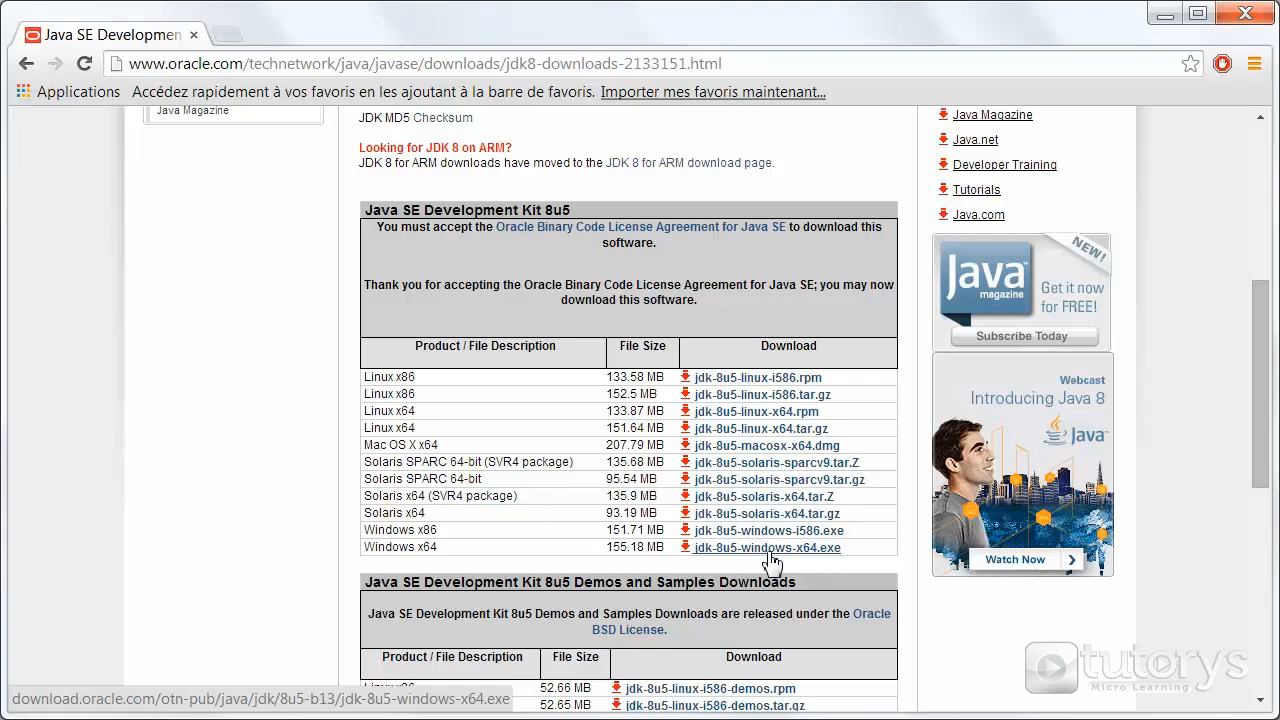 Java SE Developmen
www.oracle.com/technetwork/java/javase/downloads/jdk8-downloads-2133151.html
Applications Accédez rapidement à vos favoris en les ajoutant à la barre de favoris. Importer mes favoris maintenant...
Java Magazine
JDK MD5 Checksum
Looking for JDK 8 on ARM?
JDK 8 for ARM downloads have moved to the JDK 8 for ARM download page.
Java SE Development Kit 8u5
You must accept the Oracle Binary Code License Agreement for Java SE to download this
software.
Thank you for accepting the Oracle Binary Code License Agreement for Java SE; you may now
download this software.
Product / File Description File Size Download
Linux x86 133.58 MB jdk-8u5-linux-i586.rpm
Linux x86 152.5 MB jdk-8u5-linux-i586.tar.gz
Linux x64 133.87 MB jdk-8u5-linux-x64.rpm
Linux x64 151.64 MB jdk-8u5-linux-x64.tar.gz
Mac OS X x64 207.79 MB jdk-8u5-macosx-x64.dmg
Solaris SPARC 64-bit (SVR4 package) 135.68 MB jdk-8u5-solaris-sparcv9.tar.Z
Solaris SPARC 64-bit 95.54 MB jdk-8u5-solaris-sparcv9.tar.gz
Solaris x64 (SVR4 package) 135.9 MB jdk-8u5-solaris-x64.tar.Z
Solaris x64 93.19 MB jdk-8u5-solaris-x64.tar.gz
Windows x86 151.71 MB jdk-8u5-windows-i586.exe
Windows x64 155.18 MB jdk-8u5-windows-x64.exe
Java SE Development Kit 8u5 Demos and Samples Downloads
Java SE Development Kit 8u5 Demos and Samples Downloads are released under the Oracle
BSD License.
Product / File Description File Size Download
52.66 MB jdk-8u5-linux-i586-demos.rpm
52.65 MB jdk-8u5-linux-i586-demos.tar.gz
Java Magazine
Java.net
Developer Training
Tutorials
Java.com
NEW!
Java
magazine
Get it now
for FREE!
Subscribe Today
Webcast
Introducing Java 8
Java
Watch Now
tutorys
Micro Learning
download.oracle.com/otn-pub/java/jdk/8u5-b13/jdk-8u5-windows-x64.exe